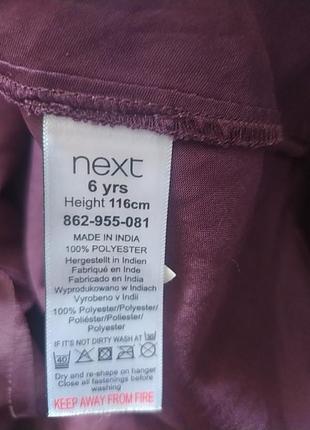 next
6 yrs
Height 116cm
862-955-081
MADE IN INDIA
100% POLYESTER
Hergestellt in Indien
Fabriqué en Inde
Fabricado en India
Wyprodukowano w Indiach
Vyrobeno v Indii
100% Polyester/Polyester/
Poliéster/Poliester/
Polyester
IF IT'S NOT DIRTY WASH AT 30
40
Dry and re-shape on hanger
Close all fastenings before
washing
KEEP AWAY FROM FIRE